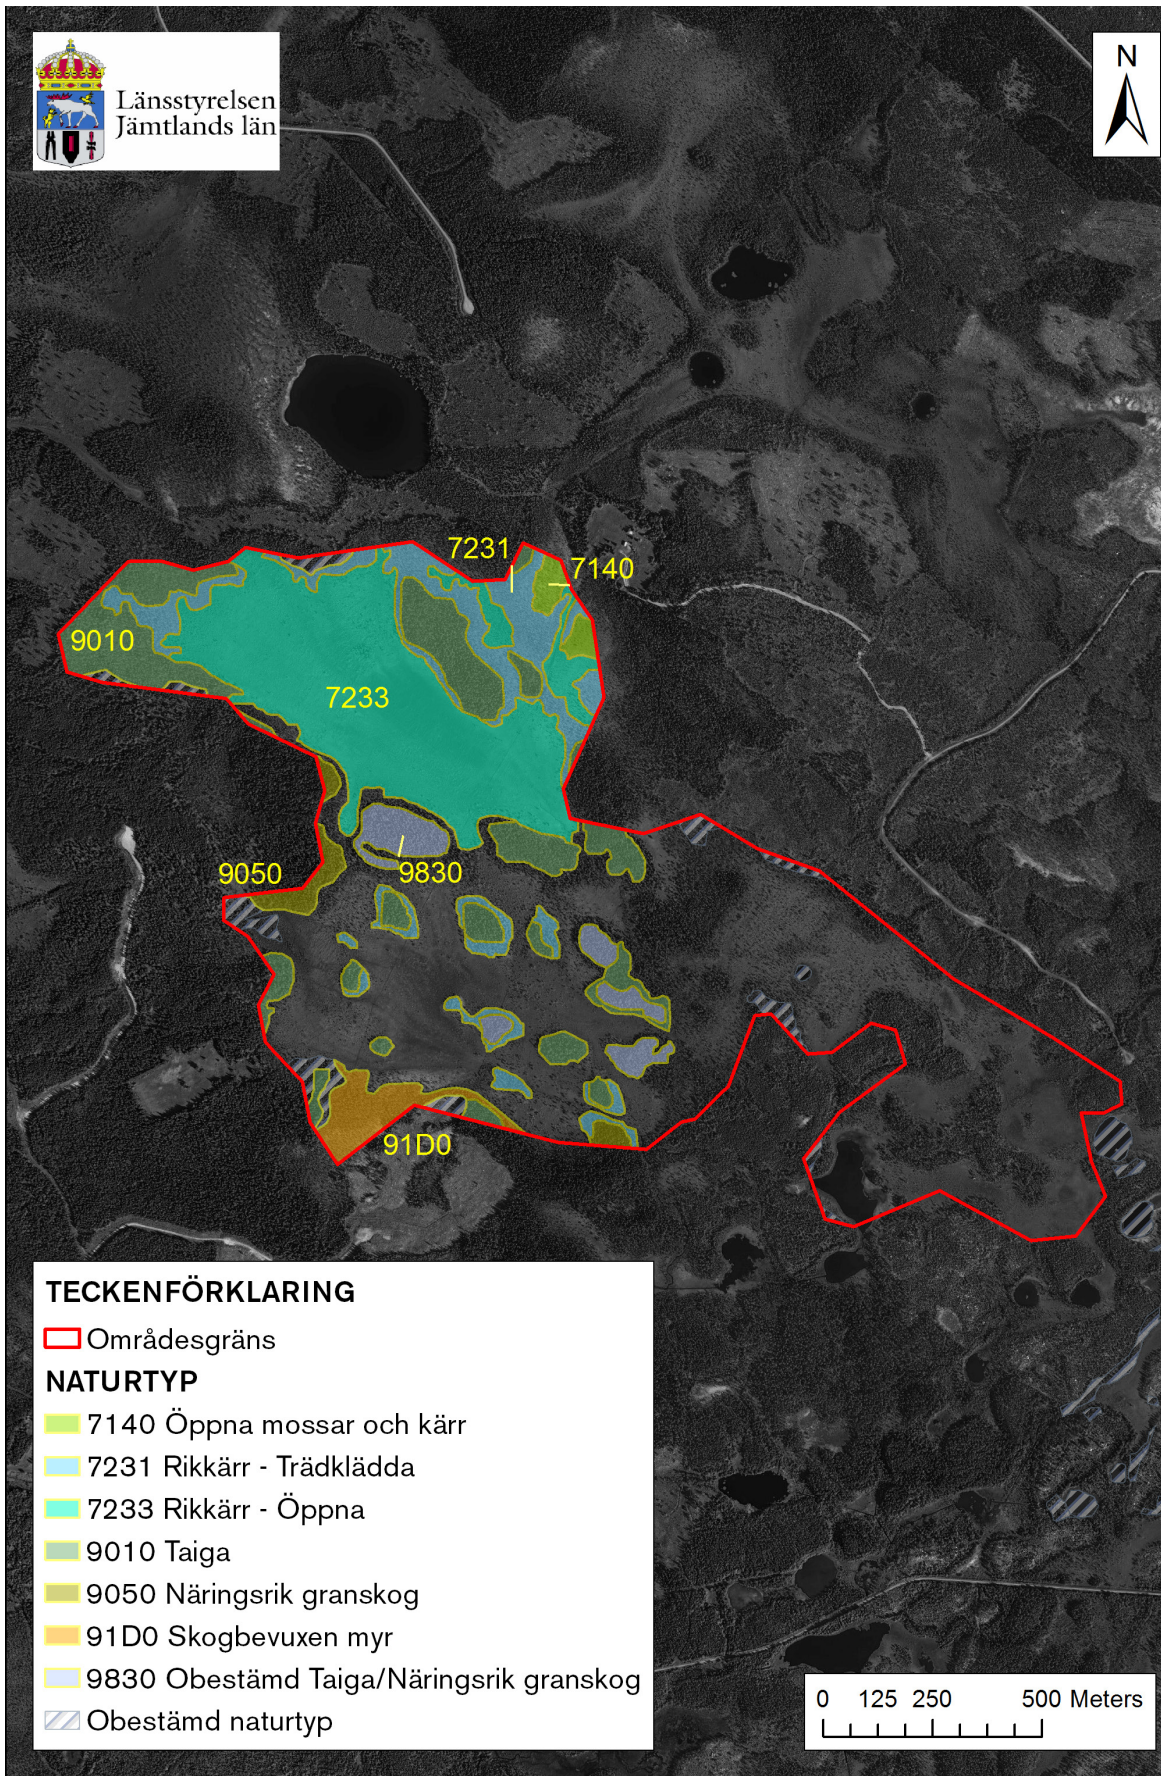 Länsstyrelsen
Jämtlands län
N
7231
7140
9010
7233
9050
9830
91D0
TECKENFÖRKLARING
Områdesgräns
NATURTYP
7140 Öppna mossar och kärr
7231 Rikkärr - Trädklädda
7233 Rikkärr - Öppna
9010 Taiga
9050 Näringsrik granskog
91D0 Skogbevuxen myr
9830 Obestämd Taiga/Näringsrik granskog
Obestämd naturtyp
0 125 250 500 Meters